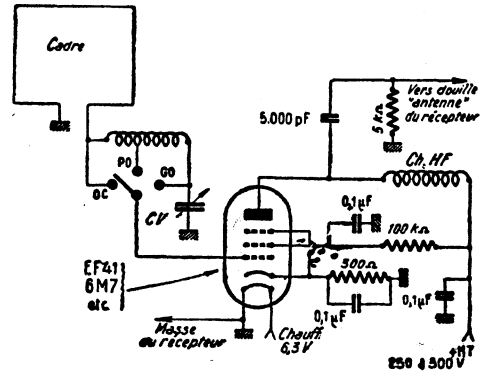 Cadre
PO
OC
GO
CV
EF41
6M7
etc.
Masse
du récepteur
Chauff.
6,3 V
5.000 pF
5 kΩ
Vers douille
"antenne"
du récepteur
Ch. HF
0,1 µF
100 kΩ
300 Ω
0,1 µF
0,1 µF
+HT
250 à 300 V